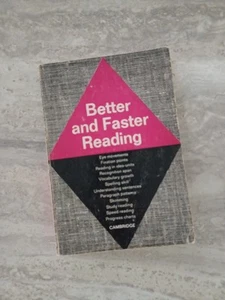 Better
and Faster
Reading
Eye movements
Fixation points
Reading in idea-units
Recognition span
Vocabulary growth
Spelling skill
Understanding sentences
Paragraph patterns
Skimming
Study reading
Speed reading
Progress charts
CAMBRIDGE